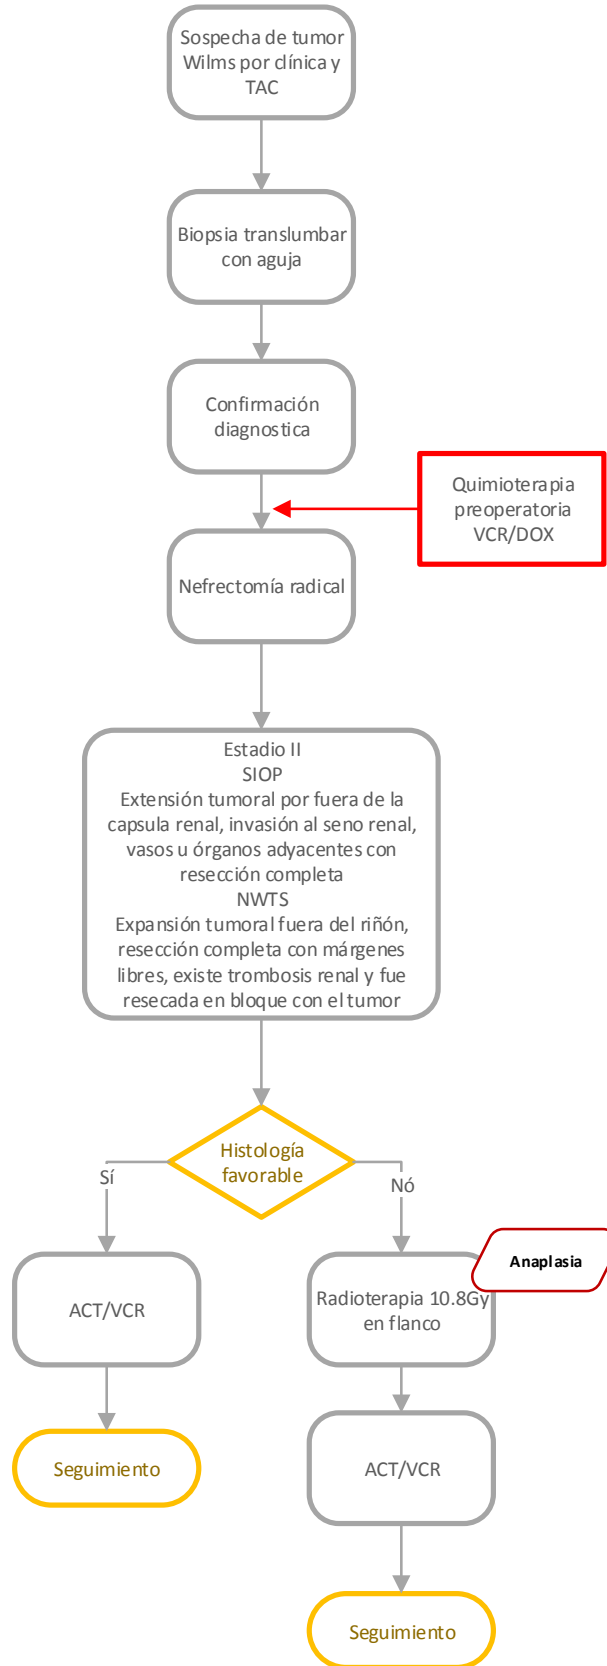 Sospecha de tumor
Wilms por clínica y
TAC
Biopsia translumbar
con aguja
Confirmación
diagnostica
Quimioterapia
preoperatoria
VCR/DOX
Nefrectomía radical
Estadio II
SIOP
Extensión tumoral por fuera de la
capsula renal, invasión al seno renal,
vasos u órganos adyacentes con
resección completa
NWTS
Expansión tumoral fuera del riñón,
resección completa con márgenes
libres, existe trombosis renal y fue
resecada en bloque con el tumor
Histología
favorable
Sí
Nó
Anaplasia
ACT/VCR
Radioterapia 10.8Gy
en flanco
Seguimiento
ACT/VCR
Seguimiento